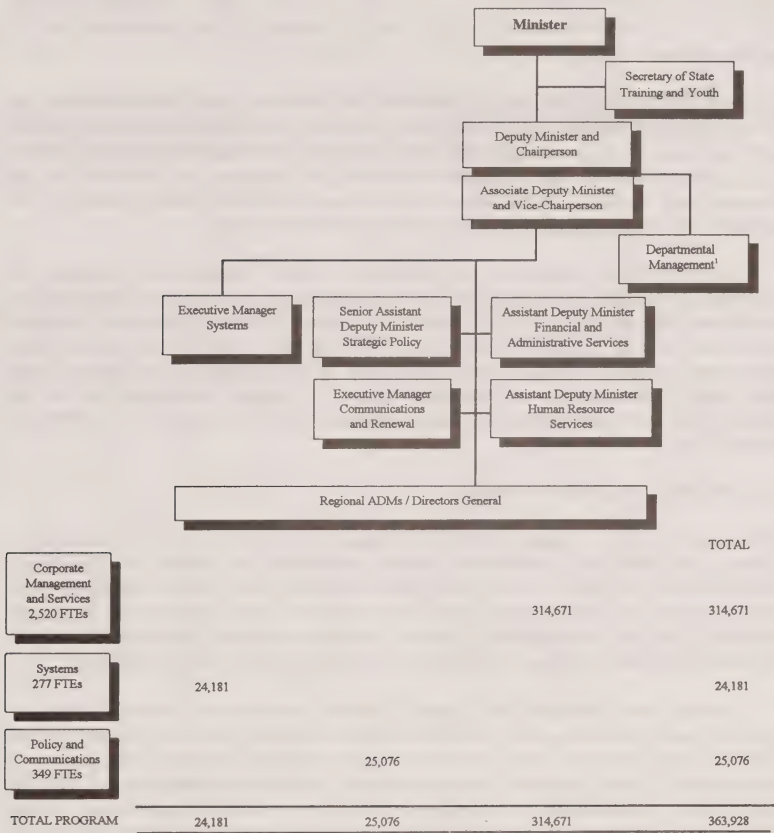 Minister
Secretary of State
Training and Youth
Deputy Minister and
Chairperson
Associate Deputy Minister
and Vice-Chairperson
Departmental
Management¹
Executive Manager
Systems
Senior Assistant
Deputy Minister
Strategic Policy
Assistant Deputy Minister
Financial and
Administrative Services
Executive Manager
Communications
and Renewal
Assistant Deputy Minister
Human Resource
Services
Regional ADMs / Directors General
TOTAL
Corporate
Management
and Services
2,520 FTEs
314,671 314,671
Systems
277 FTEs
24,181 24,181
Policy and
Communications
349 FTEs
25,076 25,076
TOTAL PROGRAM 24,181 25,076 314,671 363,928